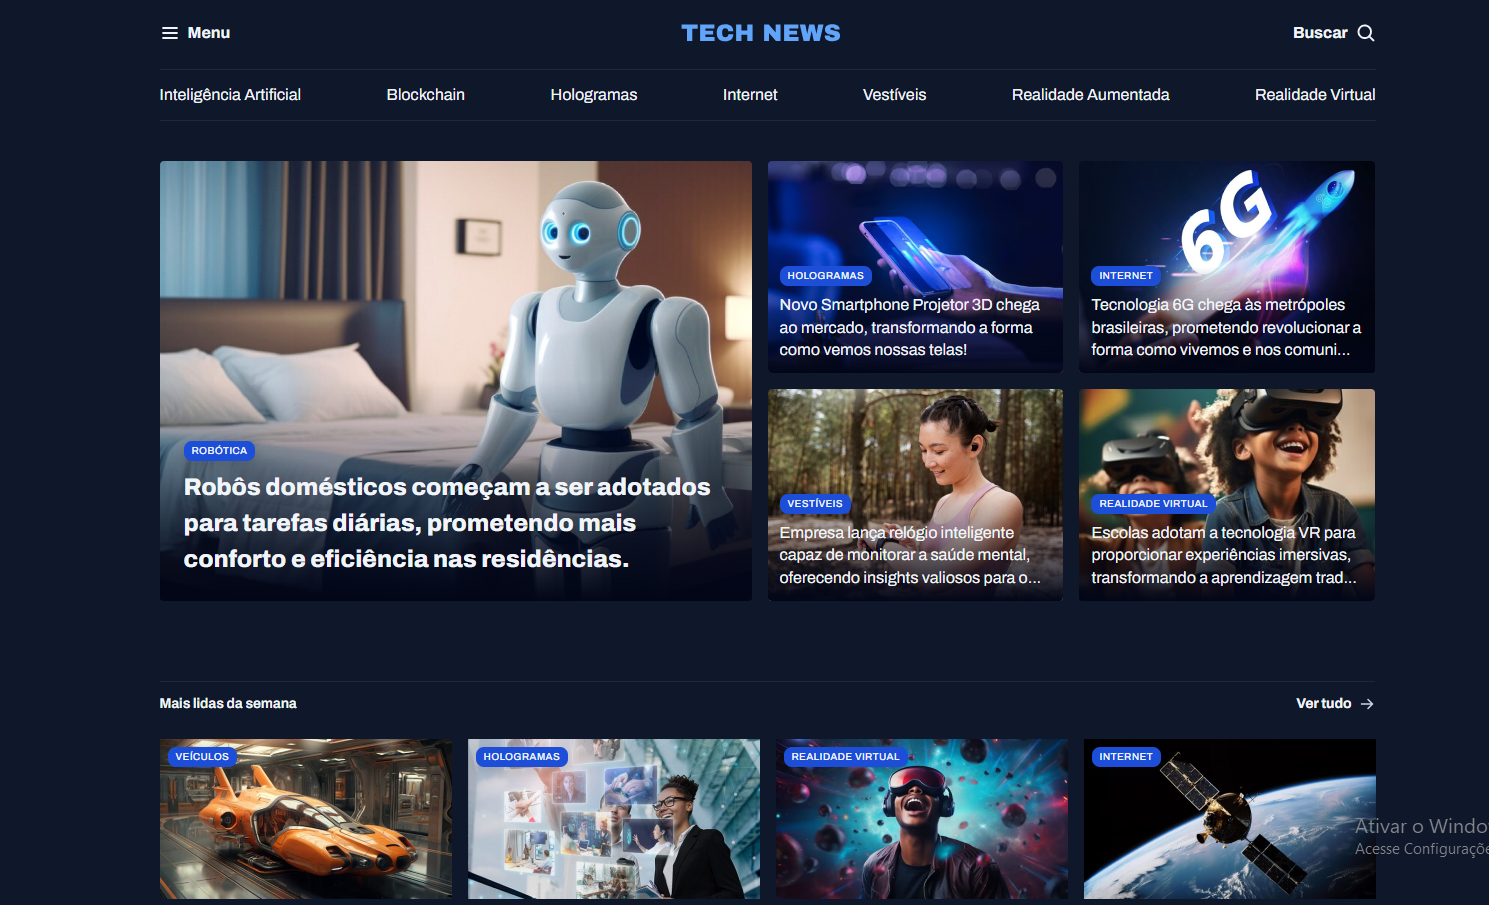 Menu
TECH NEWS
Buscar
Inteligência Artificial
Blockchain
Hologramas
Internet
Vestíveis
Realidade Aumentada
Realidade Virtual
ROBÓTICA
Robôs domésticos começam a ser adotados
para tarefas diárias, prometendo mais
conforto e eficiência nas residências.
HOLOGRAMAS
Novo Smartphone Projetor 3D chega
ao mercado, transformando a forma
como vemos nossas telas!
6G
INTERNET
Tecnologia 6G chega às metrópoles
brasileiras, prometendo revolucionar a
forma como vivemos e nos comuni...
VESTÍVEIS
Empresa lança relógio inteligente
capaz de monitorar a saúde mental,
oferecendo insights valiosos para o...
REALIDADE VIRTUAL
Escolas adotam a tecnologia VR para
proporcionar experiências imersivas,
transformando a aprendizagem trad...
Mais lidas da semana
Ver tudo
VEÍCULOS
HOLOGRAMAS
REALIDADE VIRTUAL
INTERNET
Ativar o Windo
Acesse Configuraçõe